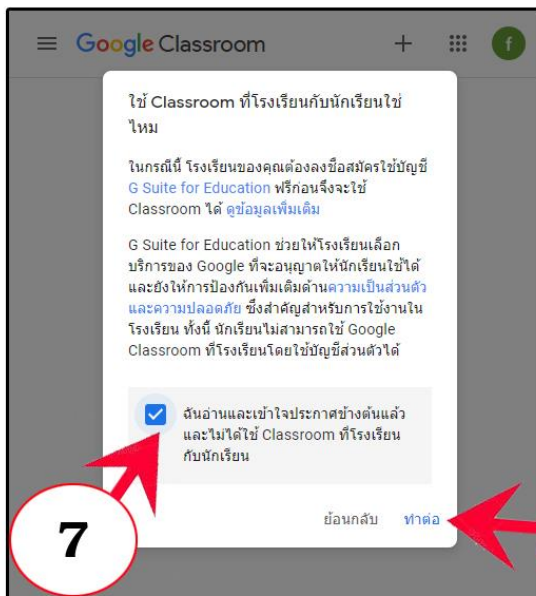 Google Classroom
f
ใช้ Classroom ที่โรงเรียนกับนักเรียนใช่
ไหม
ในกรณีนี้ โรงเรียนของคุณต้องลงชื่อสมัครใช้บัญชี
G Suite for Education ฟรีก่อนจึงจะใช้
Classroom ได้ ดูข้อมูลเพิ่มเติม
G Suite for Education ช่วยให้โรงเรียนเลือก
บริการของ Google ที่จะอนุญาตให้นักเรียนใช้ได้
และยังให้การป้องกันเพิ่มเติมด้านความเป็นส่วนตัว
และความปลอดภัย ซึ่งสำคัญสำหรับการใช้งานใน
โรงเรียน ทั้งนี้ นักเรียนไม่สามารถใช้ Google
Classroom ที่โรงเรียนโดยใช้บัญชีส่วนตัวได้
ฉันอ่านและเข้าใจประกาศข้างต้นแล้ว
และไม่ได้ใช้ Classroom ที่โรงเรียน
กับนักเรียน
ย้อนกลับ ทำต่อ
7